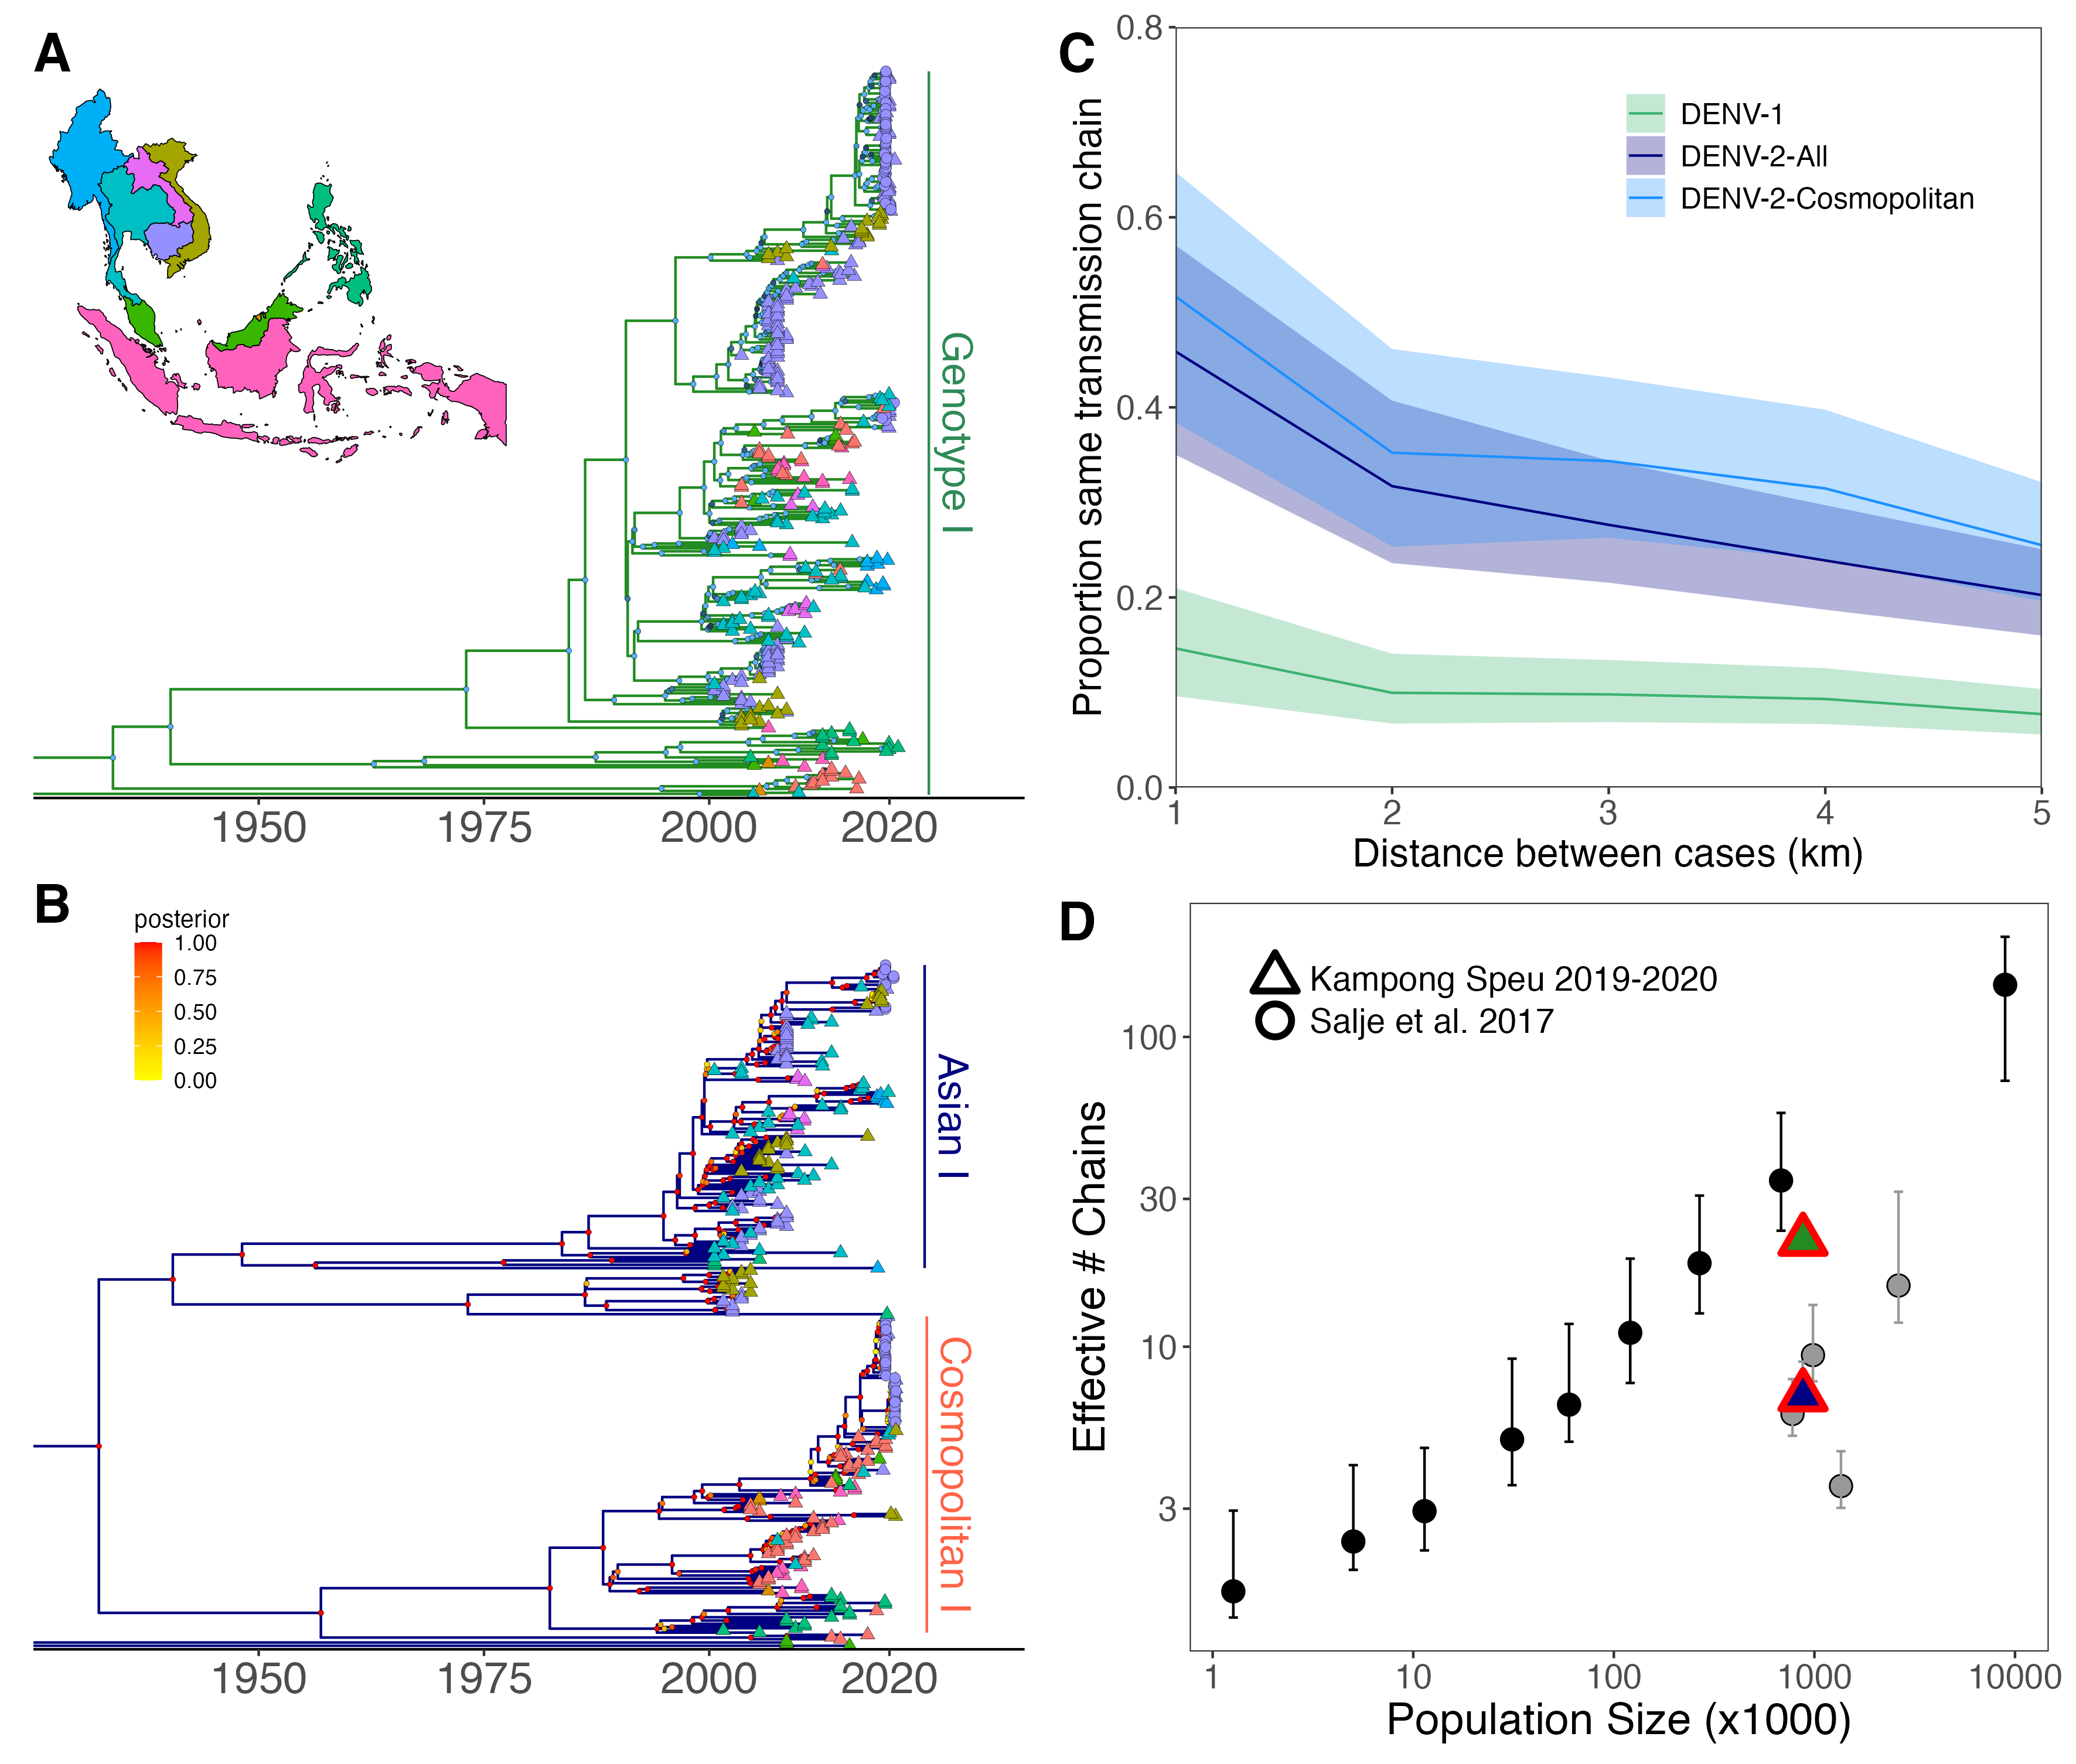 A
Genotype I
1950 1975 2000 2020
B
posterior
1.00
0.75
0.50
0.25
0.00
Asian I
Cosmopolitan I
1950 1975 2000 2020
C
Proportion same transmission chain
0.8
0.6
0.4
0.2
0.0
DENV-1
DENV-2-All
DENV-2-Cosmopolitan
1 2 3 4 5
Distance between cases (km)
D
Effective # Chains
Kampong Speu 2019-2020
Salje et al. 2017
100
30
10
3
1 10 100 1000 10000
Population Size (x1000)